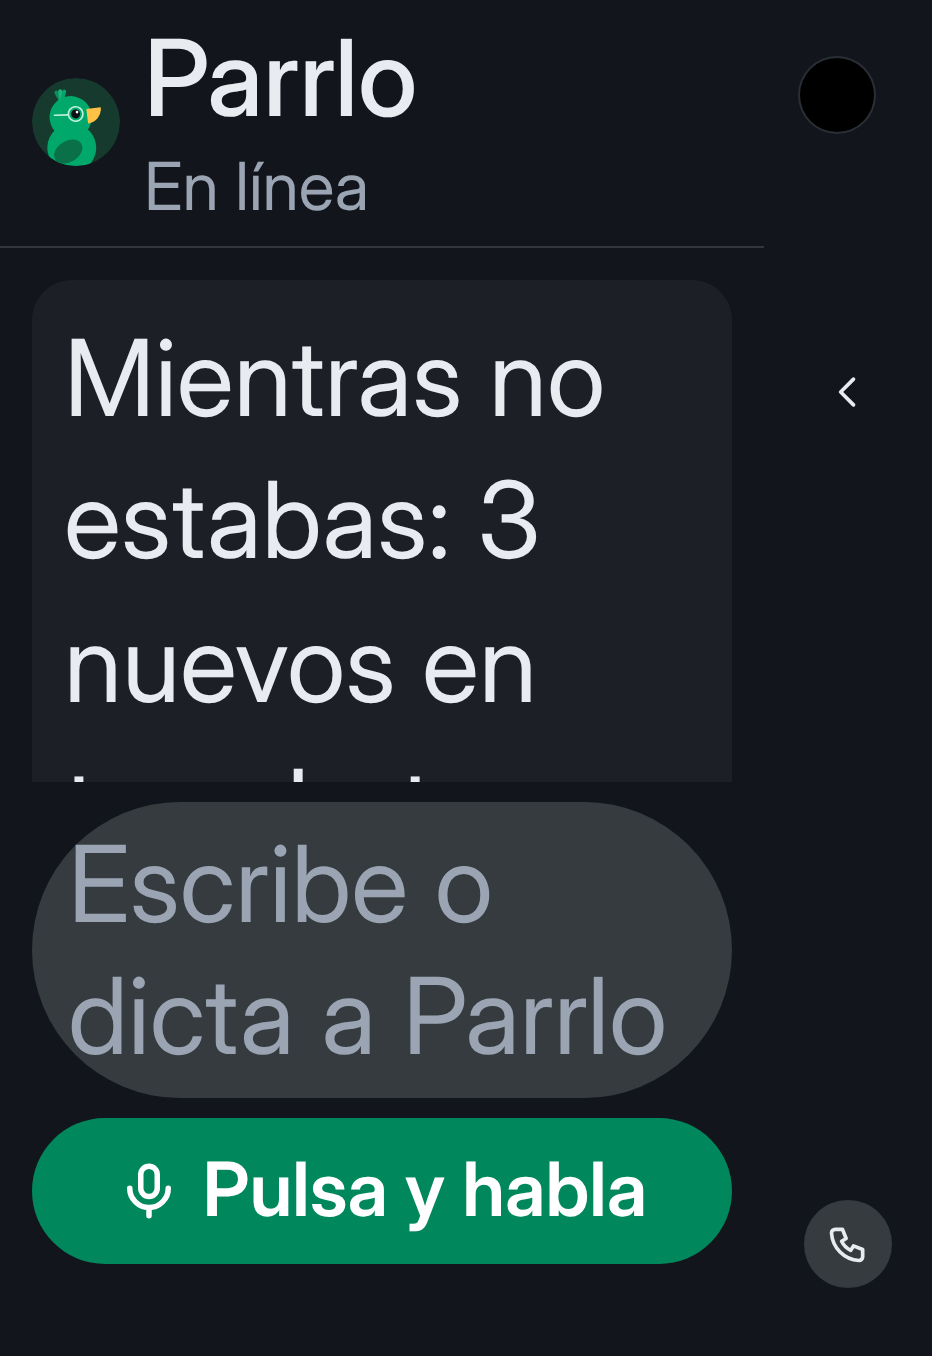 Parrlo
En línea
Mientras no
estabas: 3
nuevos en
Escribe o
dicta a Parrlo
Pulsa y habla